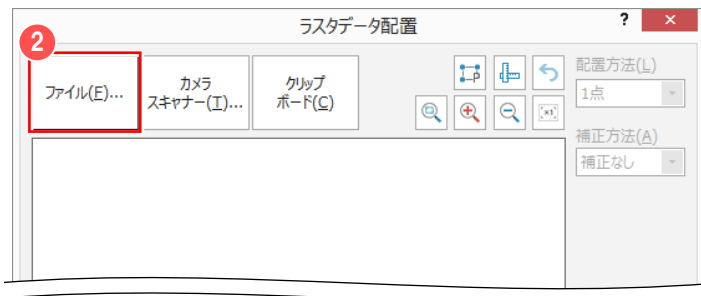 ラスタデータ配置
?
×
2
ファイル(F)...
カメラ
スキャナー(T)...
クリップ
ボード(C)
配置方法(L)
1点
補正方法(A)
補正なし
P
×1